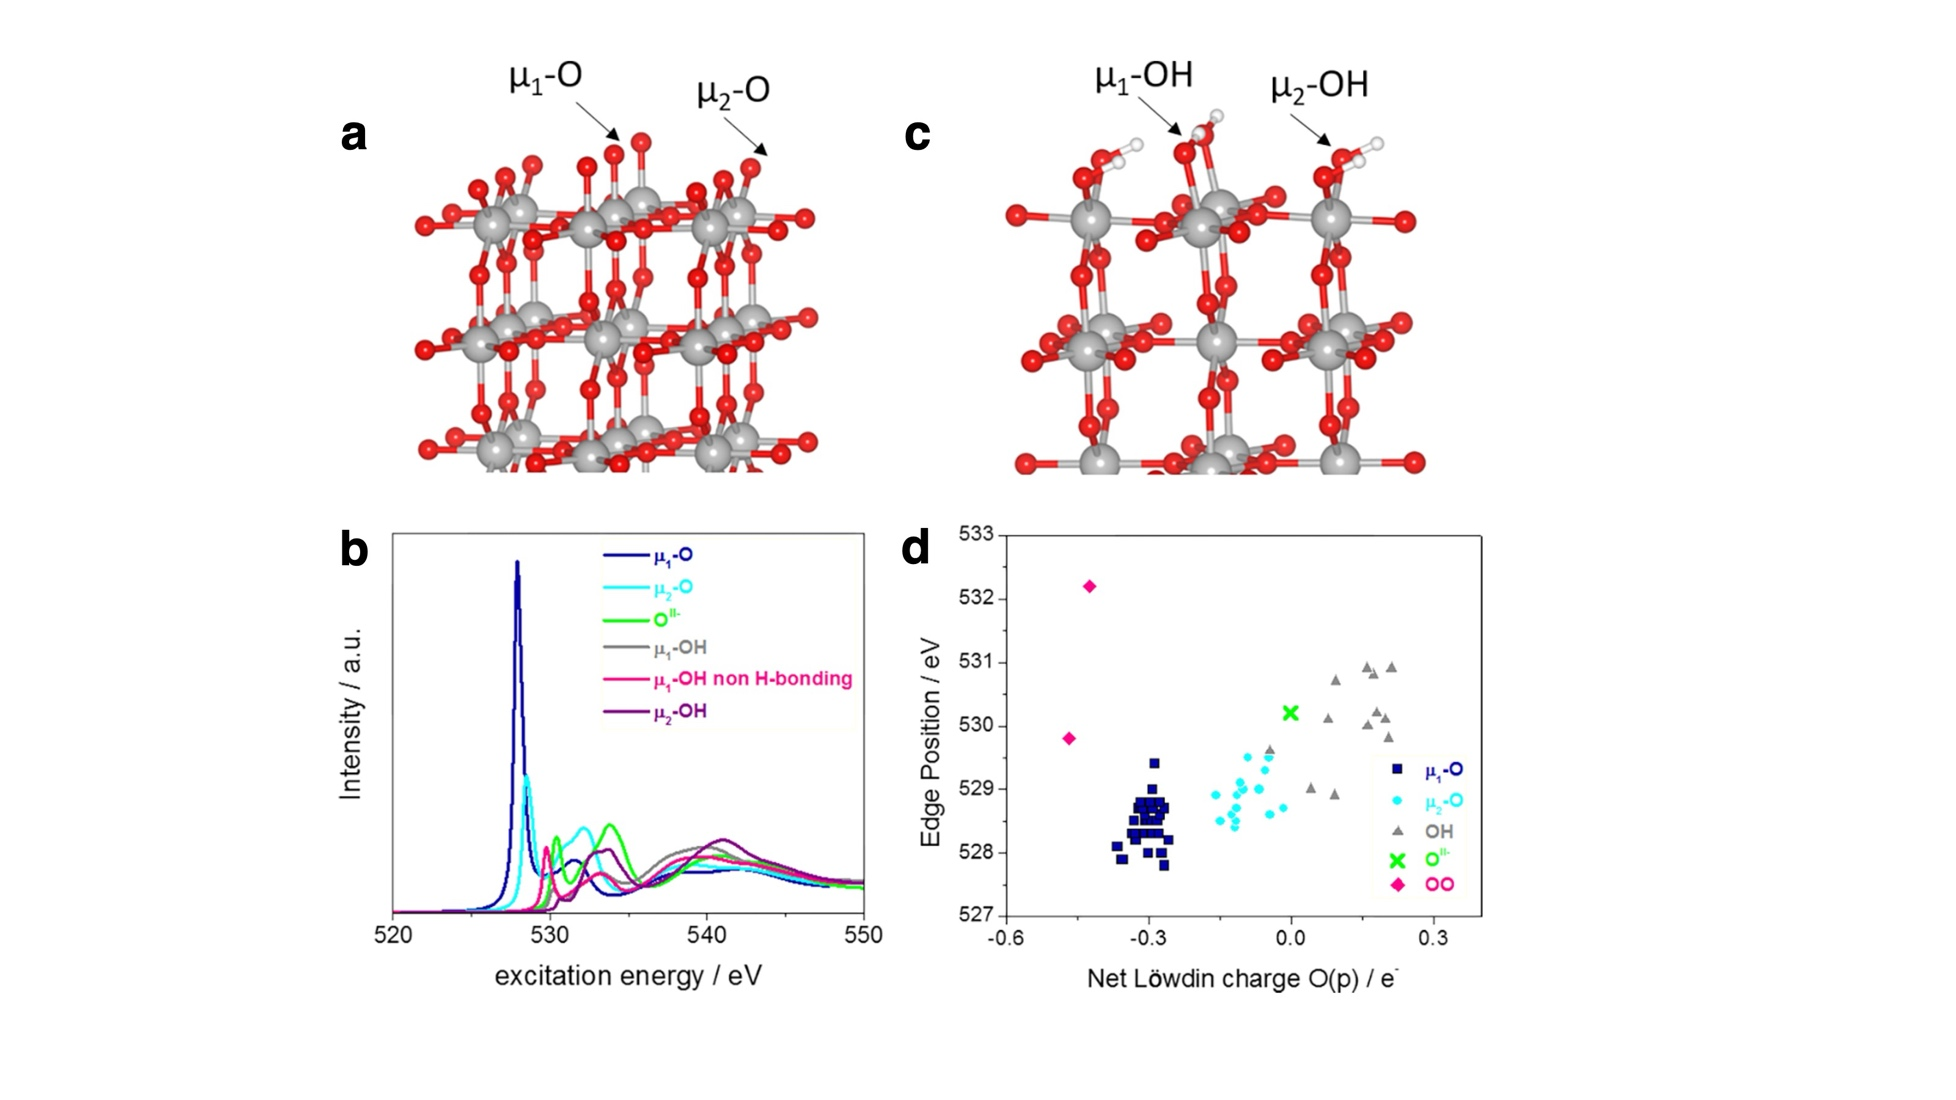 a
μ₁-O
μ₂-O
c
μ₁-OH
μ₂-OH
b
μ₁-O
μ₂-O
Oᴵᴵ⁻
μ₁-OH
μ₁-OH non H-bonding
μ₂-OH
Intensity / a.u.
520
530
540
550
excitation energy / eV
d
533
532
531
530
529
528
527
Edge Position / eV
μ₁-O
μ₂-O
OH
Oᴵᴵ⁻
OO
-0.6
-0.3
0.0
0.3
Net Löwdin charge O(p) / e⁻